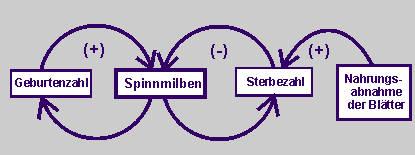 (+)
(-)
(+)
Geburtenzahl
Spinnmilben
Sterbezahl
Nahrungs-
abnahme
der Blätter